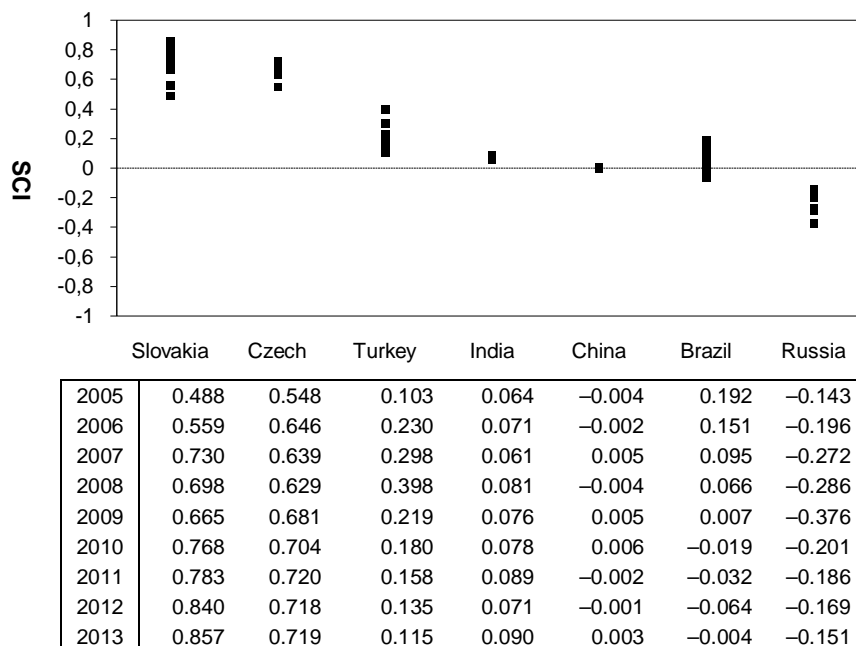 1
0,8
0,6
0,4
0,2
0
-0,2
-0,4
-0,6
-0,8
-1
SCI
Slovakia Czech Turkey India China Brazil Russia
2005 0.488 0.548 0.103 0.064 –0.004 0.192 –0.143
2006 0.559 0.646 0.230 0.071 –0.002 0.151 –0.196
2007 0.730 0.639 0.298 0.061 0.005 0.095 –0.272
2008 0.698 0.629 0.398 0.081 –0.004 0.066 –0.286
2009 0.665 0.681 0.219 0.076 0.005 0.007 –0.376
2010 0.768 0.704 0.180 0.078 0.006 –0.019 –0.201
2011 0.783 0.720 0.158 0.089 –0.002 –0.032 –0.186
2012 0.840 0.718 0.135 0.071 –0.001 –0.064 –0.169
2013 0.857 0.719 0.115 0.090 0.003 –0.004 –0.151